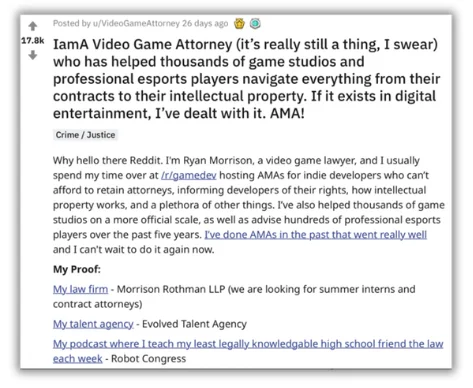 Posted by u/VideoGameAttorney 26 days ago
17.8k
IamA Video Game Attorney (it's really still a thing, I swear)
who has helped thousands of game studios and
professional esports players navigate everything from their
contracts to their intellectual property. If it exists in digital
entertainment, I've dealt with it. AMA!
Crime / Justice
Why hello there Reddit. I'm Ryan Morrison, a video game lawyer, and I usually
spend my time over at /r/gamedev hosting AMAs for indie developers who can't
afford to retain attorneys, informing developers of their rights, how intellectual
property works, and a plethora of other things. I've also helped thousands of game
studios on a more official scale, as well as advise hundreds of professional esports
players over the past five years. I've done AMAs in the past that went really well
and I can't wait to do it again now.
My Proof:
My law firm - Morrison Rothman LLP (we are looking for summer interns and
contract attorneys)
My talent agency - Evolved Talent Agency
My podcast where I teach my least legally knowledgable high school friend the law
each week - Robot Congress